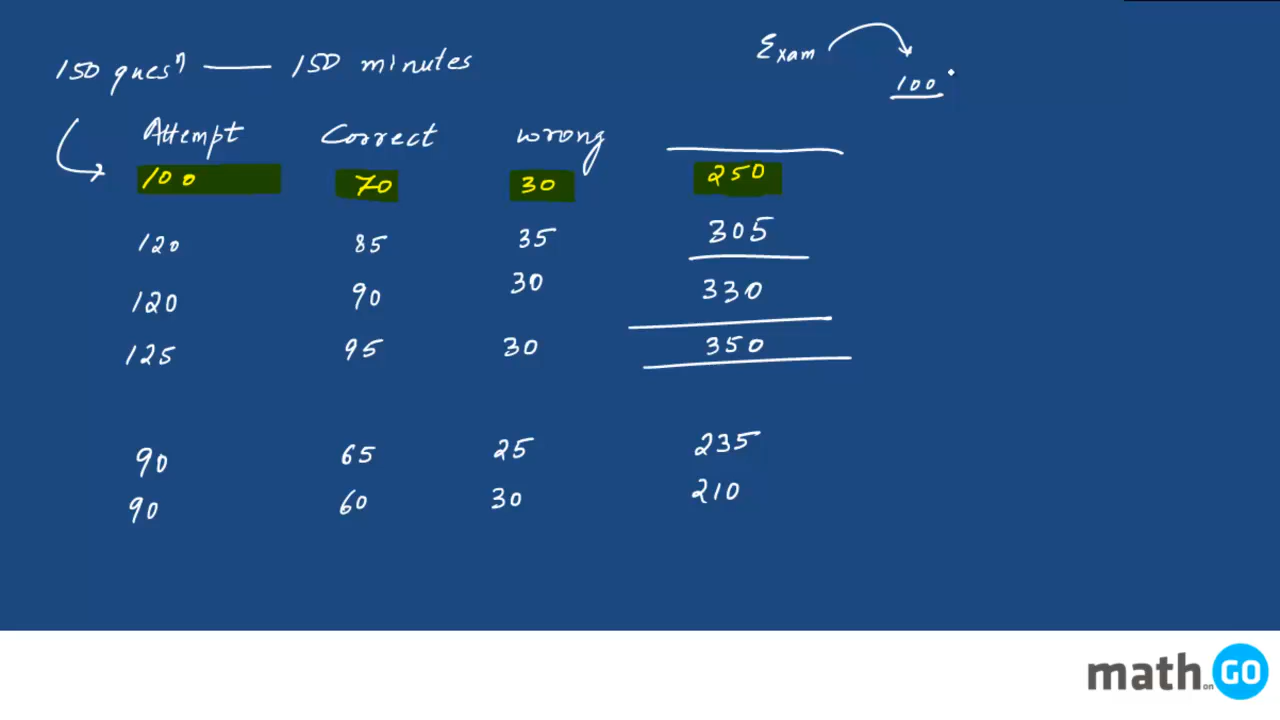 150 quesⁿ — 150 minutes
Exam
100
Attempt Correct wrong
100 70 30 250
120 85 35 305
120 90 30 330
125 95 30 350
90 65 25 235
90 60 30 210
math on GO